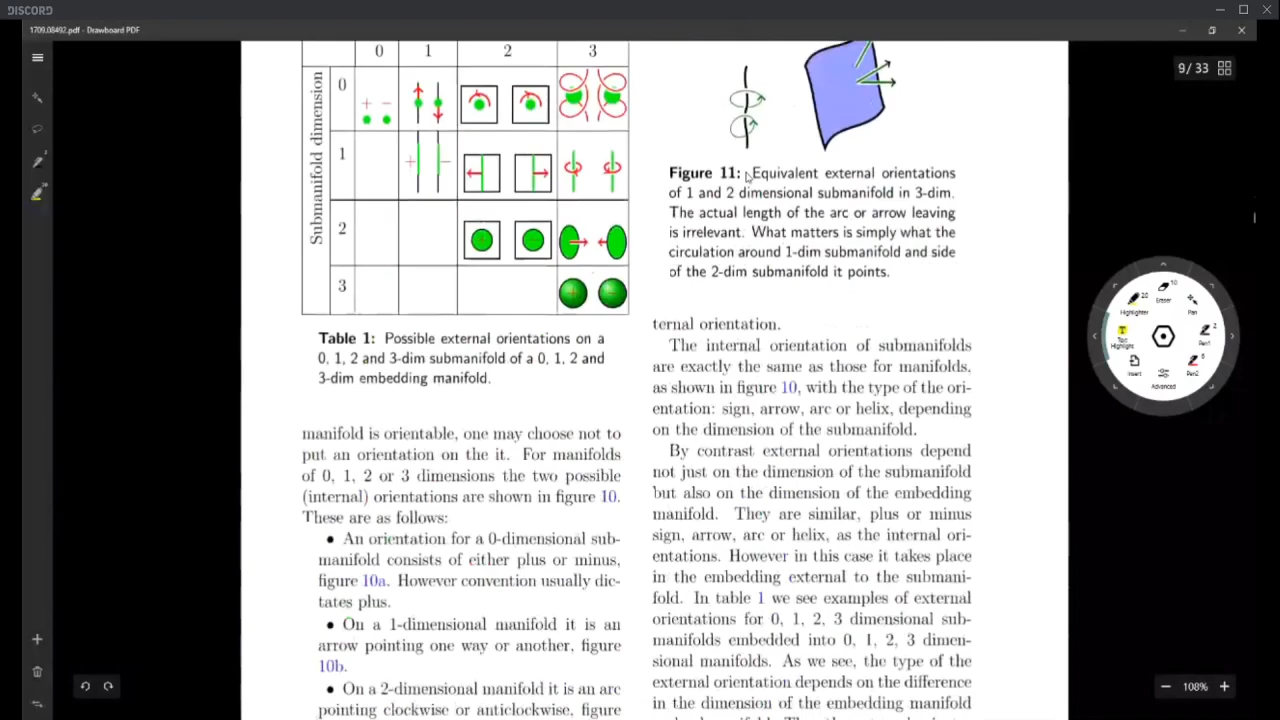 DISCORD
1709.08492.pdf - Drawboard PDF
9/33
0 1 2 3
Submanifold dimension
0
+ −
1
+ −
2
3
Table 1: Possible external orientations on a
0, 1, 2 and 3-dim submanifold of a 0, 1, 2 and
3-dim embedding manifold.
manifold is orientable, one may choose not to
put an orientation on the it. For manifolds
of 0, 1, 2 or 3 dimensions the two possible
(internal) orientations are shown in figure 10.
These are as follows:
• An orientation for a 0-dimensional sub-
manifold consists of either plus or minus,
figure 10a. However convention usually dic-
tates plus.
• On a 1-dimensional manifold it is an
arrow pointing one way or another, figure
10b.
• On a 2-dimensional manifold it is an arc
pointing clockwise or anticlockwise, figure
Figure 11: Equivalent external orientations
of 1 and 2 dimensional submanifold in 3-dim.
The actual length of the arc or arrow leaving
is irrelevant. What matters is simply what the
circulation around 1-dim submanifold and side
of the 2-dim submanifold it points.
ternal orientation.
The internal orientation of submanifolds
are exactly the same as those for manifolds,
as shown in figure 10, with the type of the ori-
entation: sign, arrow, arc or helix, depending
on the dimension of the submanifold.
By contrast external orientations depend
not just on the dimension of the submanifold
but also on the dimension of the embedding
manifold. They are similar, plus or minus
sign, arrow, arc or helix, as the internal ori-
entations. However in this case it takes place
in the embedding external to the submani-
fold. In table 1 we see examples of external
orientations for 0, 1, 2, 3 dimensional sub-
manifolds embedded into 0, 1, 2, 3 dimen-
sional manifolds. As we see, the type of the
external orientation depends on the difference
in the dimension of the embedding manifold
Highlighter
Eraser
Pan
Text
Highlight
Pen1
Insert
Pen2
Advanced
108%